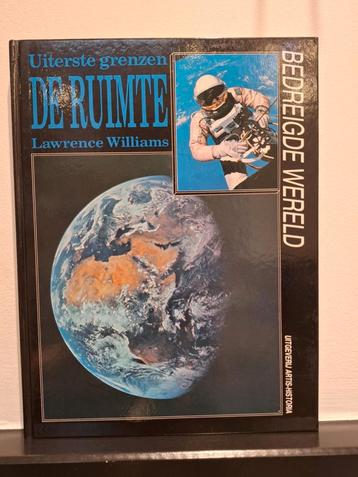 Uiterste grenzen
DE RUIMTE
Lawrence Williams
BEDREIGDE WERELD
UITGEVERIJ ARTIS-HISTORIA